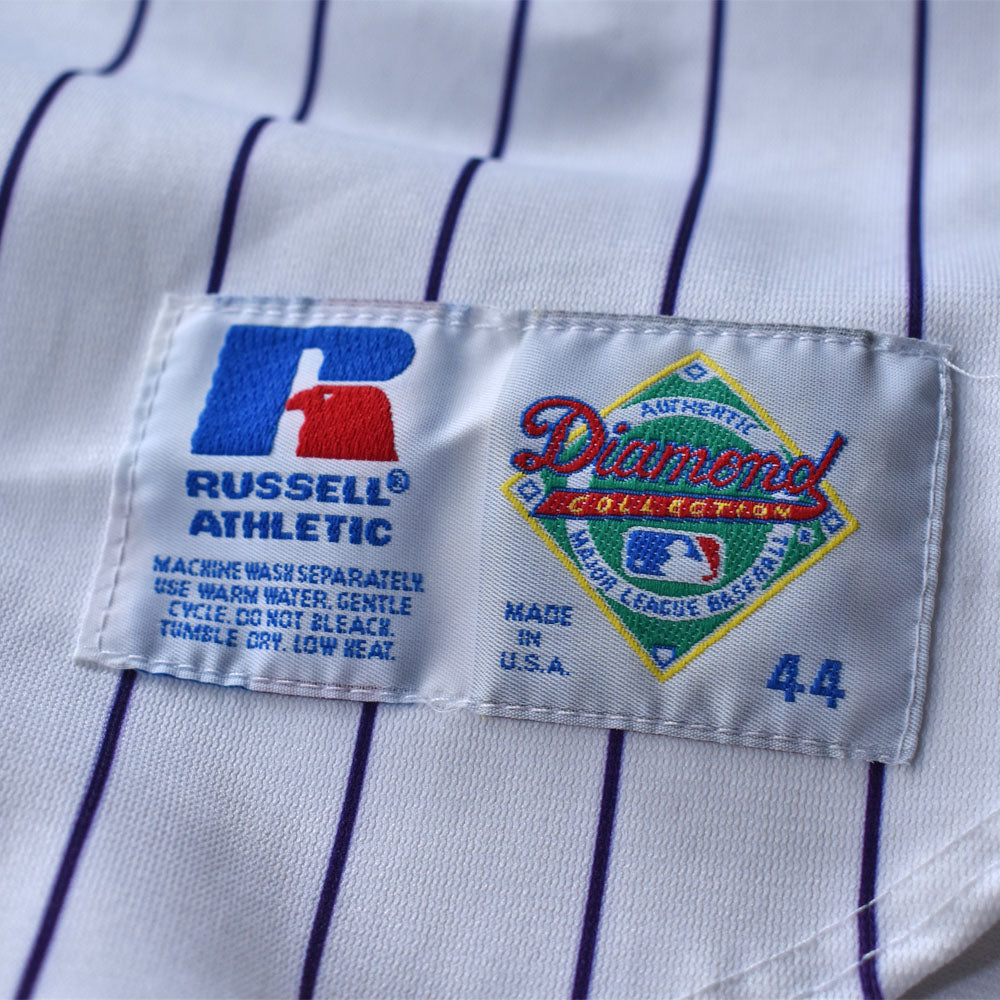 RUSSELL®
ATHLETIC
MACHINE WASH SEPARATELY.
USE WARM WATER. GENTLE
CYCLE. DO NOT BLEACH.
TUMBLE DRY. LOW HEAT.
AUTHENTIC
Diamond
COLLECTION
MAJOR LEAGUE BASEBALL
MADE
IN
U.S.A.
44